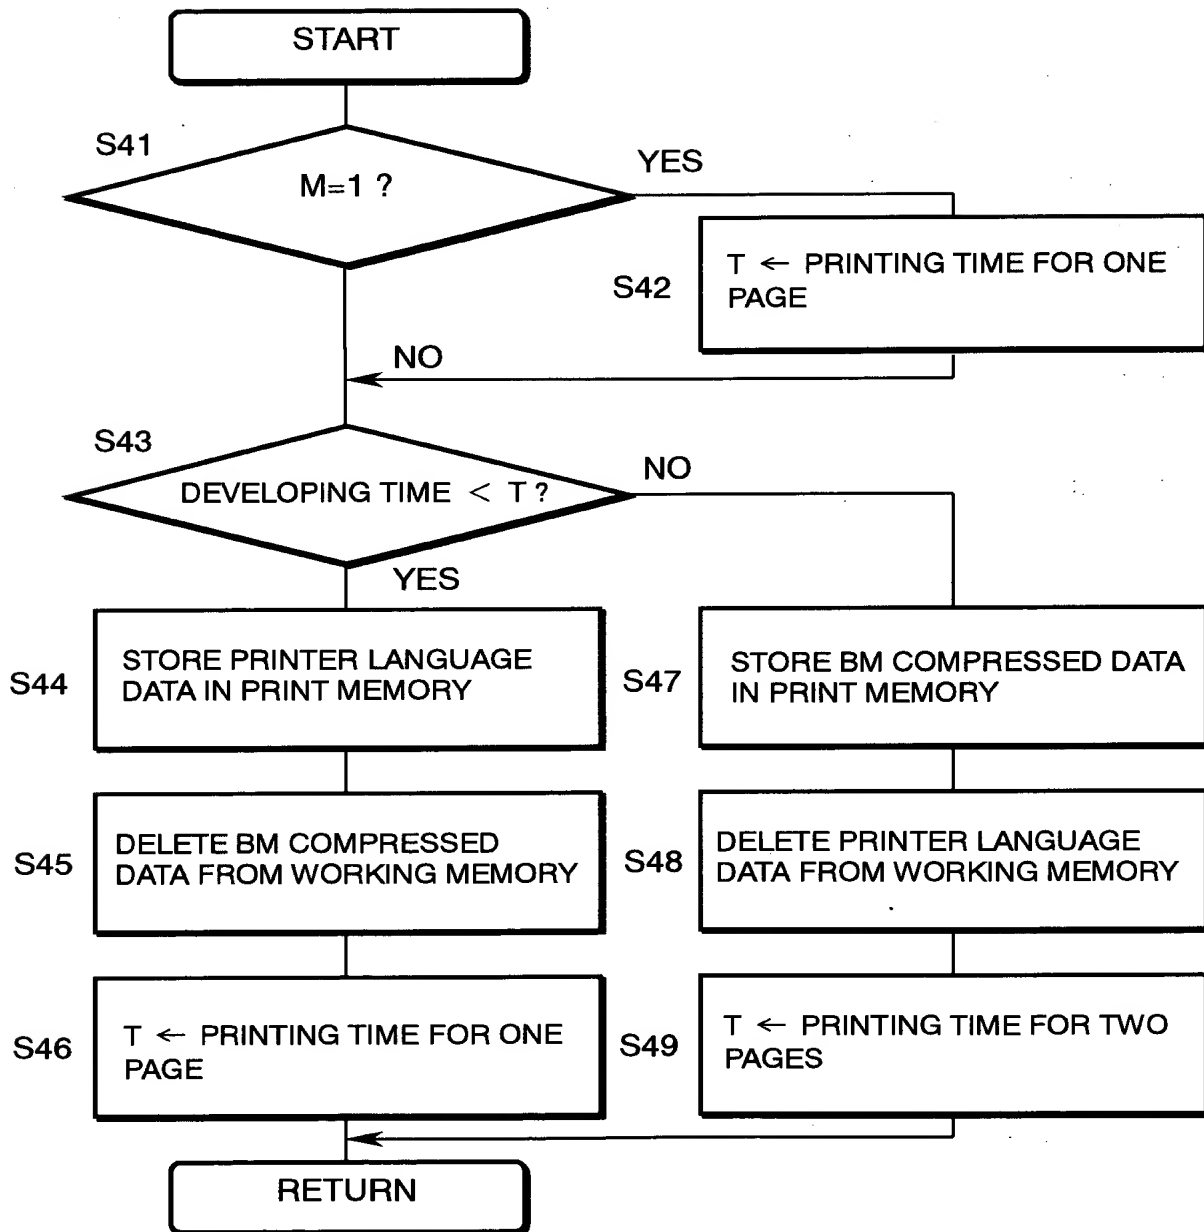 START
S41
M=1 ?
YES
S42
T ← PRINTING TIME FOR ONE
PAGE
NO
S43
DEVELOPING TIME < T ?
NO
YES
S44
STORE PRINTER LANGUAGE
DATA IN PRINT MEMORY
S47
STORE BM COMPRESSED DATA
IN PRINT MEMORY
S45
DELETE BM COMPRESSED
DATA FROM WORKING MEMORY
S48
DELETE PRINTER LANGUAGE
DATA FROM WORKING MEMORY
S46
T ← PRINTING TIME FOR ONE
PAGE
S49
T ← PRINTING TIME FOR TWO
PAGES
RETURN